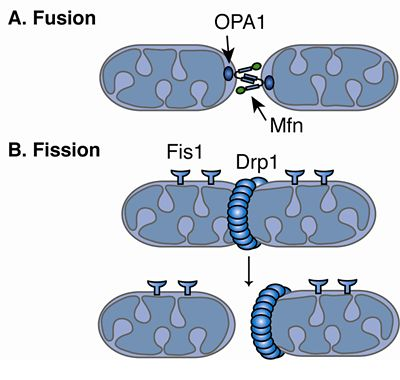 A. Fusion
OPA1
Mfn
B. Fission
Fis1
Drp1